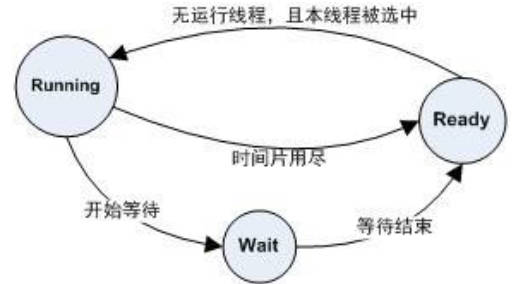 无运行线程，且本线程被选中
Running
Ready
时间片用尽
开始等待
等待结束
Wait